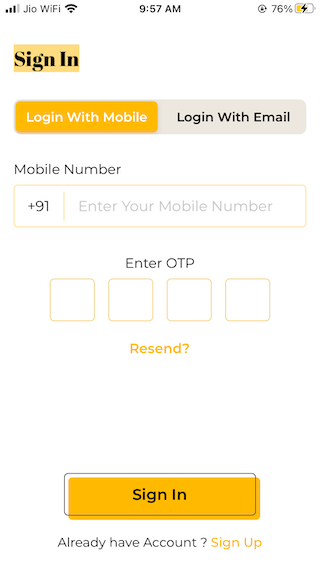 Jio WiFi 9:57 AM 76%
Sign In
Login With Mobile Login With Email
Mobile Number
+91 Enter Your Mobile Number
Enter OTP
Resend?
Sign In
Already have Account ? Sign Up